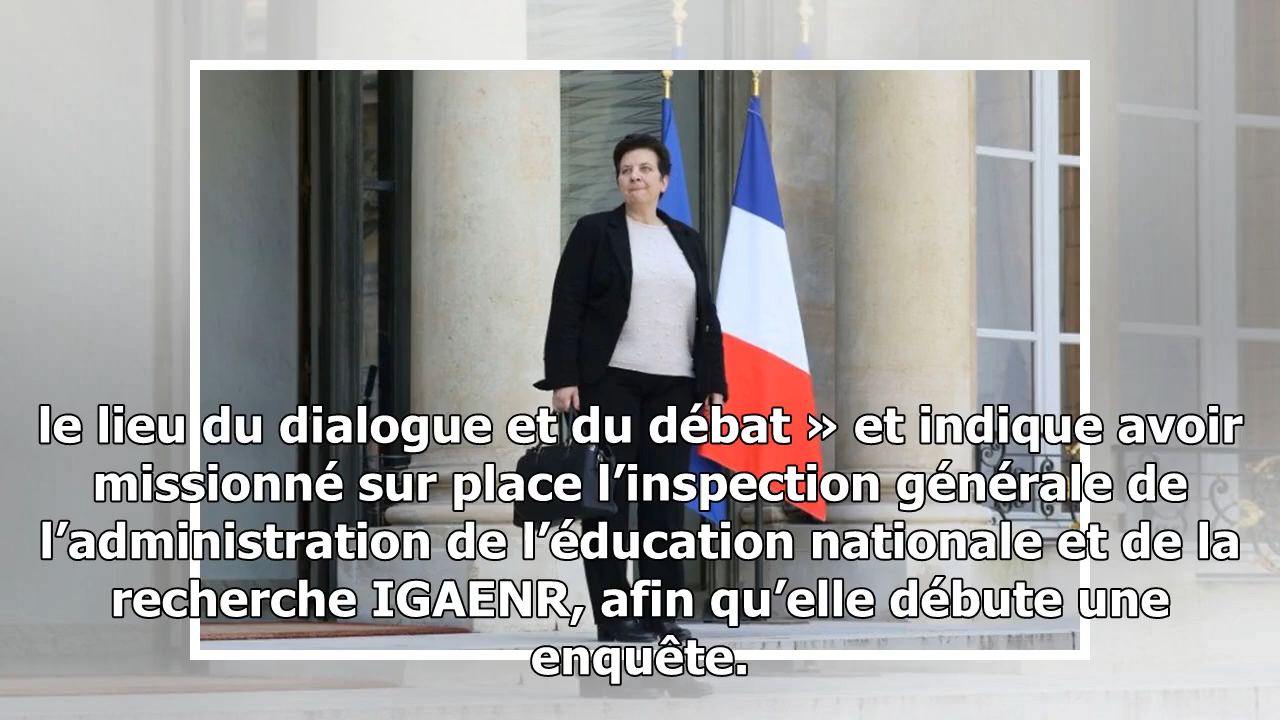 le lieu du dialogue et du débat » et indique avoir
missionné sur place l’inspection générale de
l’administration de l’éducation nationale et de la
recherche IGAENR, afin qu’elle débute une
enquête.